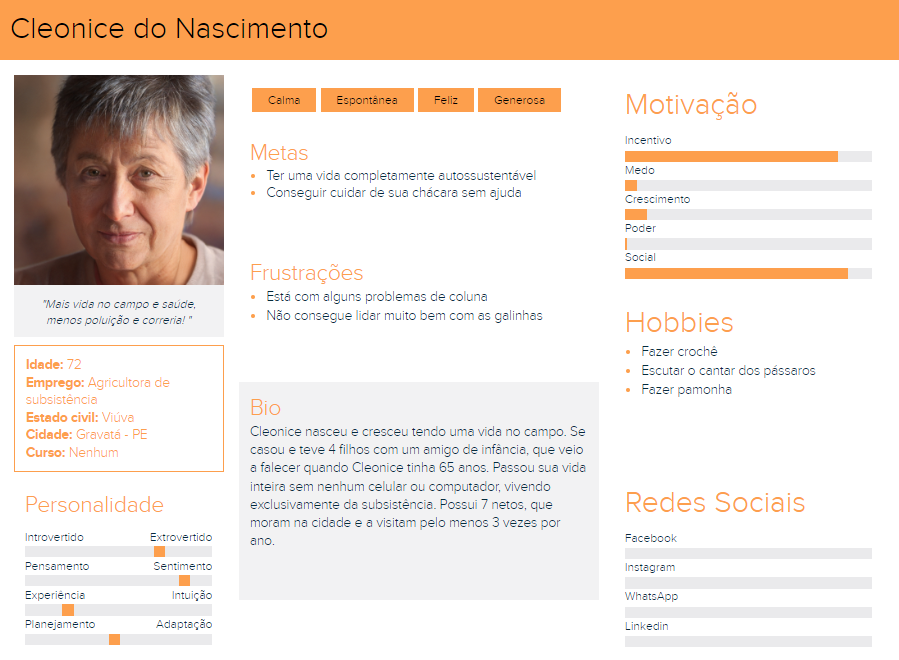 Cleonice do Nascimento
"Mais vida no campo e saúde,
menos poluição e correria! "
Idade: 72
Emprego: Agricultora de
subsistência
Estado civil: Viúva
Cidade: Gravatá - PE
Curso: Nenhum
Personalidade
Introvertido Extrovertido
Pensamento Sentimento
Experiência Intuição
Planejamento Adaptação
Calma Espontânea Feliz Generosa
Metas
Ter uma vida completamente autossustentável
Conseguir cuidar de sua chácara sem ajuda
Frustrações
Está com alguns problemas de coluna
Não consegue lidar muito bem com as galinhas
Bio
Cleonice nasceu e cresceu tendo uma vida no campo. Se
casou e teve 4 filhos com um amigo de infância, que veio
a falecer quando Cleonice tinha 65 anos. Passou sua vida
inteira sem nenhum celular ou computador, vivendo
exclusivamente da subsistência. Possui 7 netos, que
moram na cidade e a visitam pelo menos 3 vezes por
ano.
Motivação
Incentivo
Medo
Crescimento
Poder
Social
Hobbies
Fazer crochê
Escutar o cantar dos pássaros
Fazer pamonha
Redes Sociais
Facebook
Instagram
WhatsApp
Linkedin